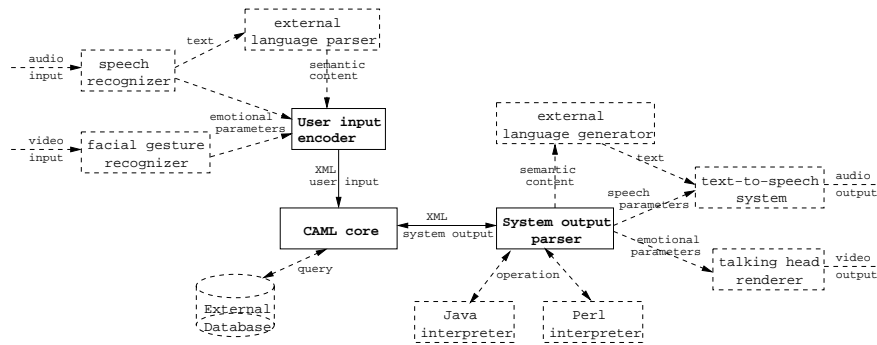 external
language parser
text
audio
input
speech
recognizer
semantic
content
emotional
parameters
User input
encoder
video
input
facial gesture
recognizer
XML
user input
external
language generator
text
semantic
content
text-to-speech
system
audio
output
speech
parameters
CAML core
XML
system output
System output
parser
emotional
parameters
talking head
renderer
video
output
query
operation
External
Database
Java
interpreter
Perl
interpreter